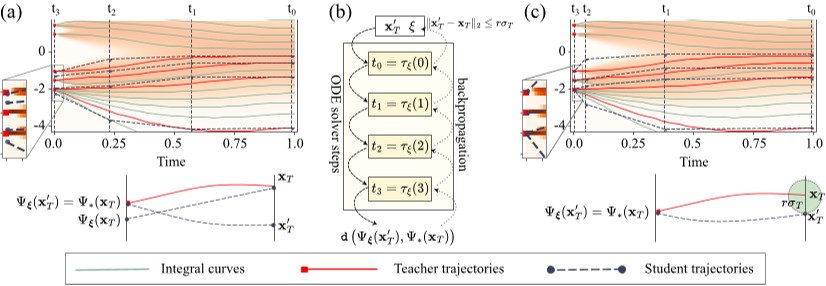 (a)
t₃ t₂ t₁ t₀
0
-2
-4
0.0 0.25 0.5 0.75 1.0
Time
Ψξ(x′T) = Ψ*(xT)
Ψξ(xT)
xT
x′T
(b)
x′T ξ
‖x′T − xT‖₂ ≤ rσT
t₀ = τξ(0)
t₁ = τξ(1)
t₂ = τξ(2)
t₃ = τξ(3)
ODE solver steps
backpropagation
d (Ψξ(x′T), Ψ*(xT))
(c)
t₃ t₂ t₁ t₀
0
-2
-4
0.0 0.25 0.5 0.75 1.0
Time
Ψξ(x′T) = Ψ*(xT)
rσT
xT
x′T
Integral curves Teacher trajectories Student trajectories